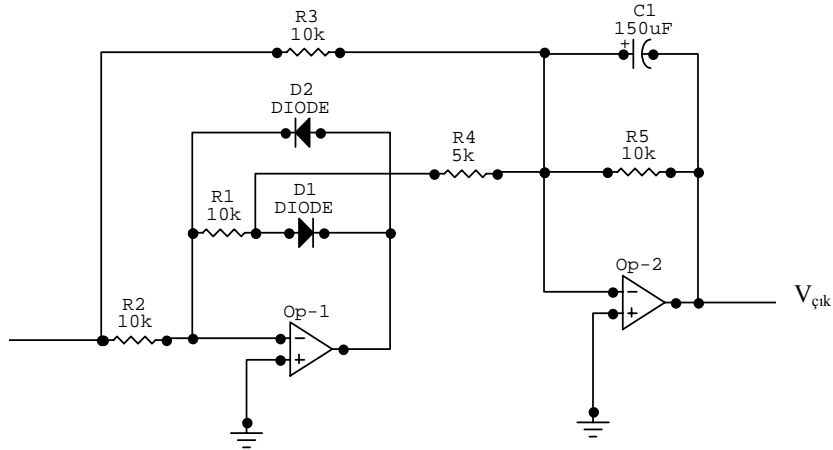 C1
R3
150uF
10k
+
D2
DIODE
R4
5k
R5
10k
R1
10k
D1
DIODE
Op-2
R2
10k
Op-1
−
+
−
+
Vçık